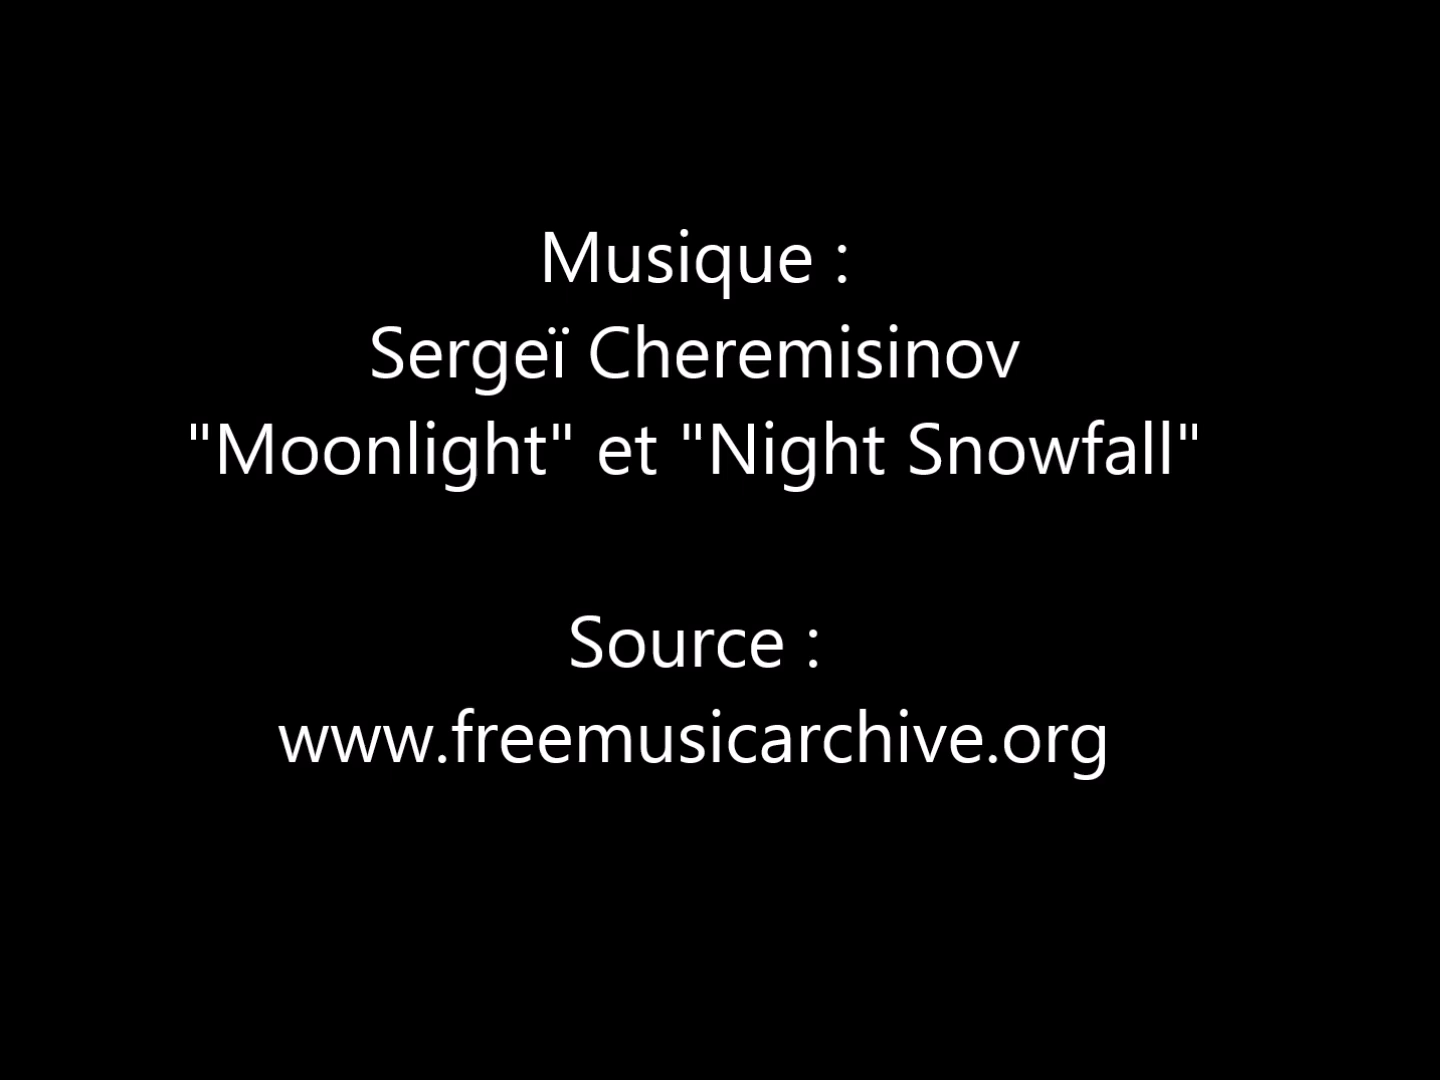 Musique :
Sergeï Cheremisinov
"Moonlight" et "Night Snowfall"
Source :
www.freemusicarchive.org